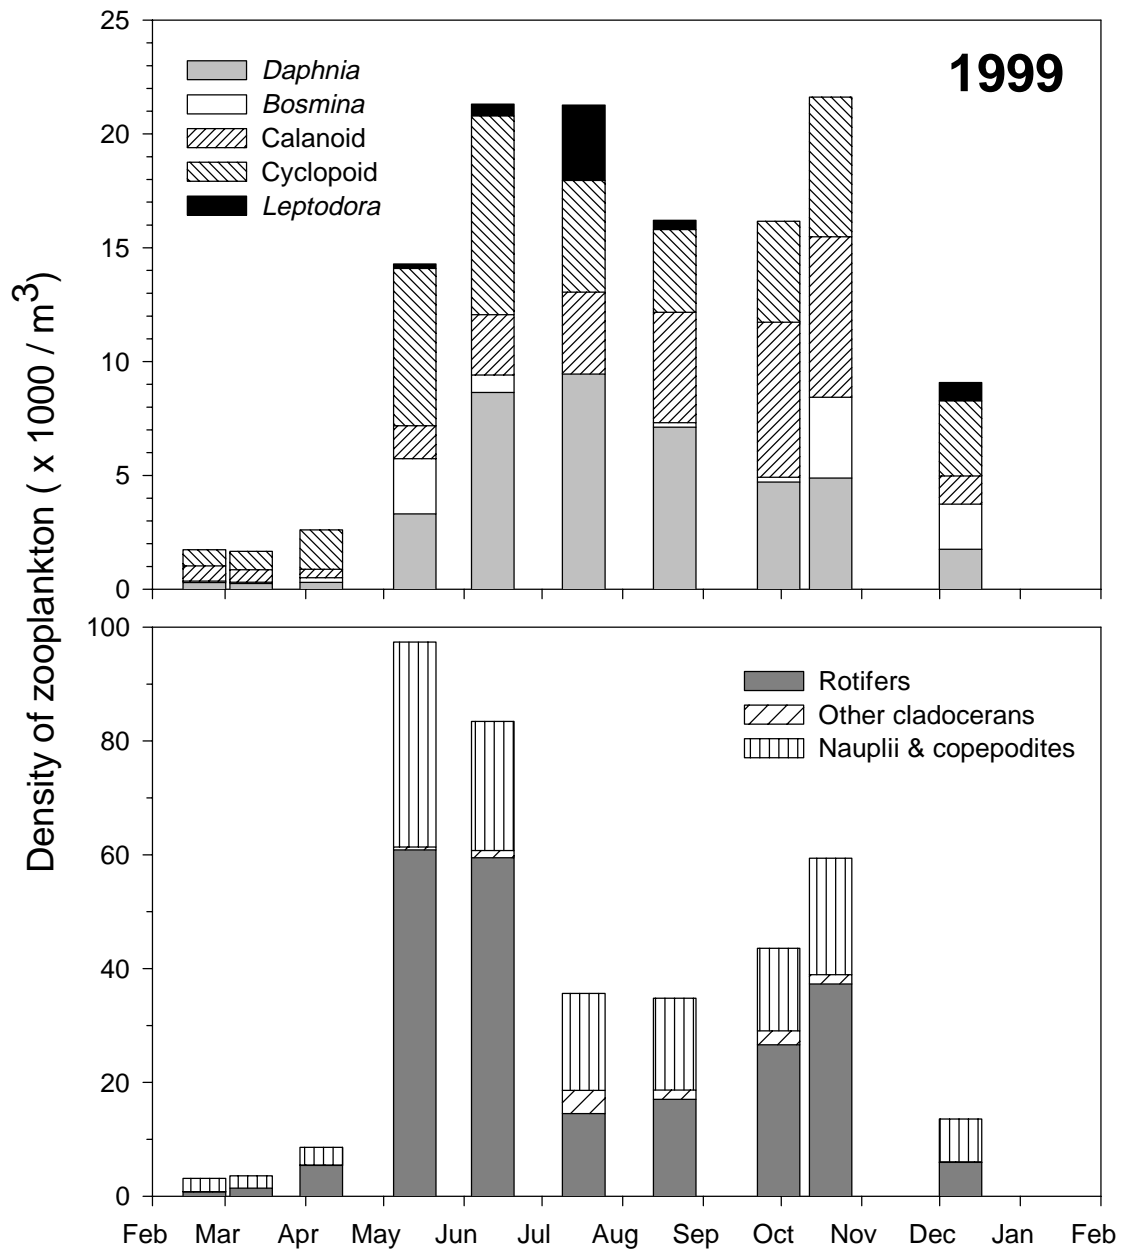 Density of zooplankton ( x 1000 / m³)
25
20
15
10
5
0
1999
Daphnia
Bosmina
Calanoid
Cyclopoid
Leptodora
100
80
60
40
20
0
Rotifers
Other cladocerans
Nauplii & copepodites
Feb Mar Apr May Jun Jul Aug Sep Oct Nov Dec Jan Feb